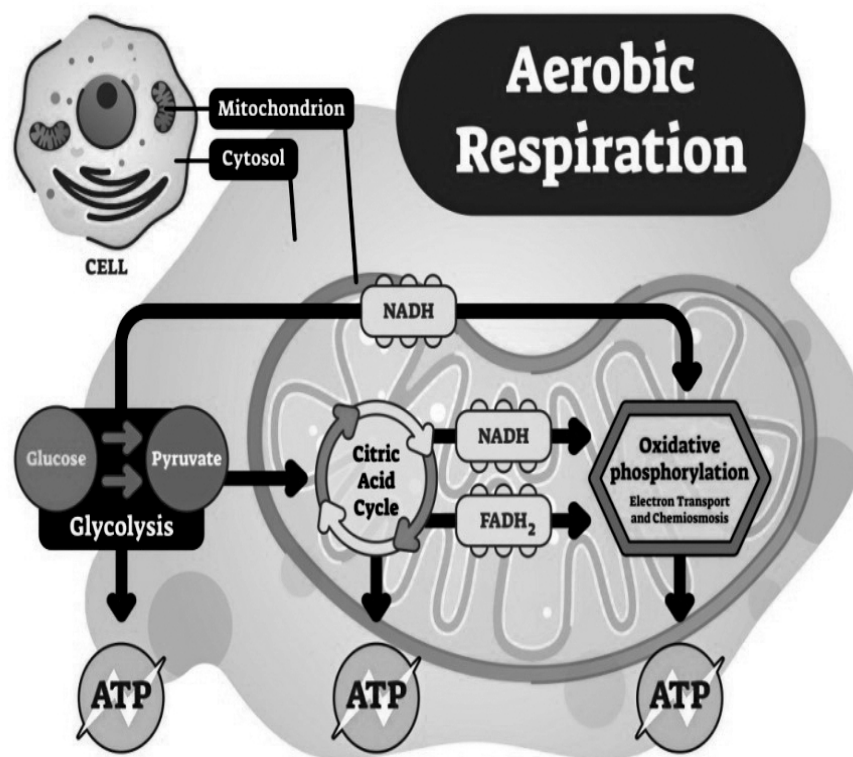 Aerobic
Respiration
Mitochondrion
Cytosol
CELL
NADH
Glucose
Pyruvate
Glycolysis
Citric
Acid
Cycle
NADH
FADH₂
Oxidative
phosphorylation
Electron Transport
and Chemiosmosis
ATP
ATP
ATP